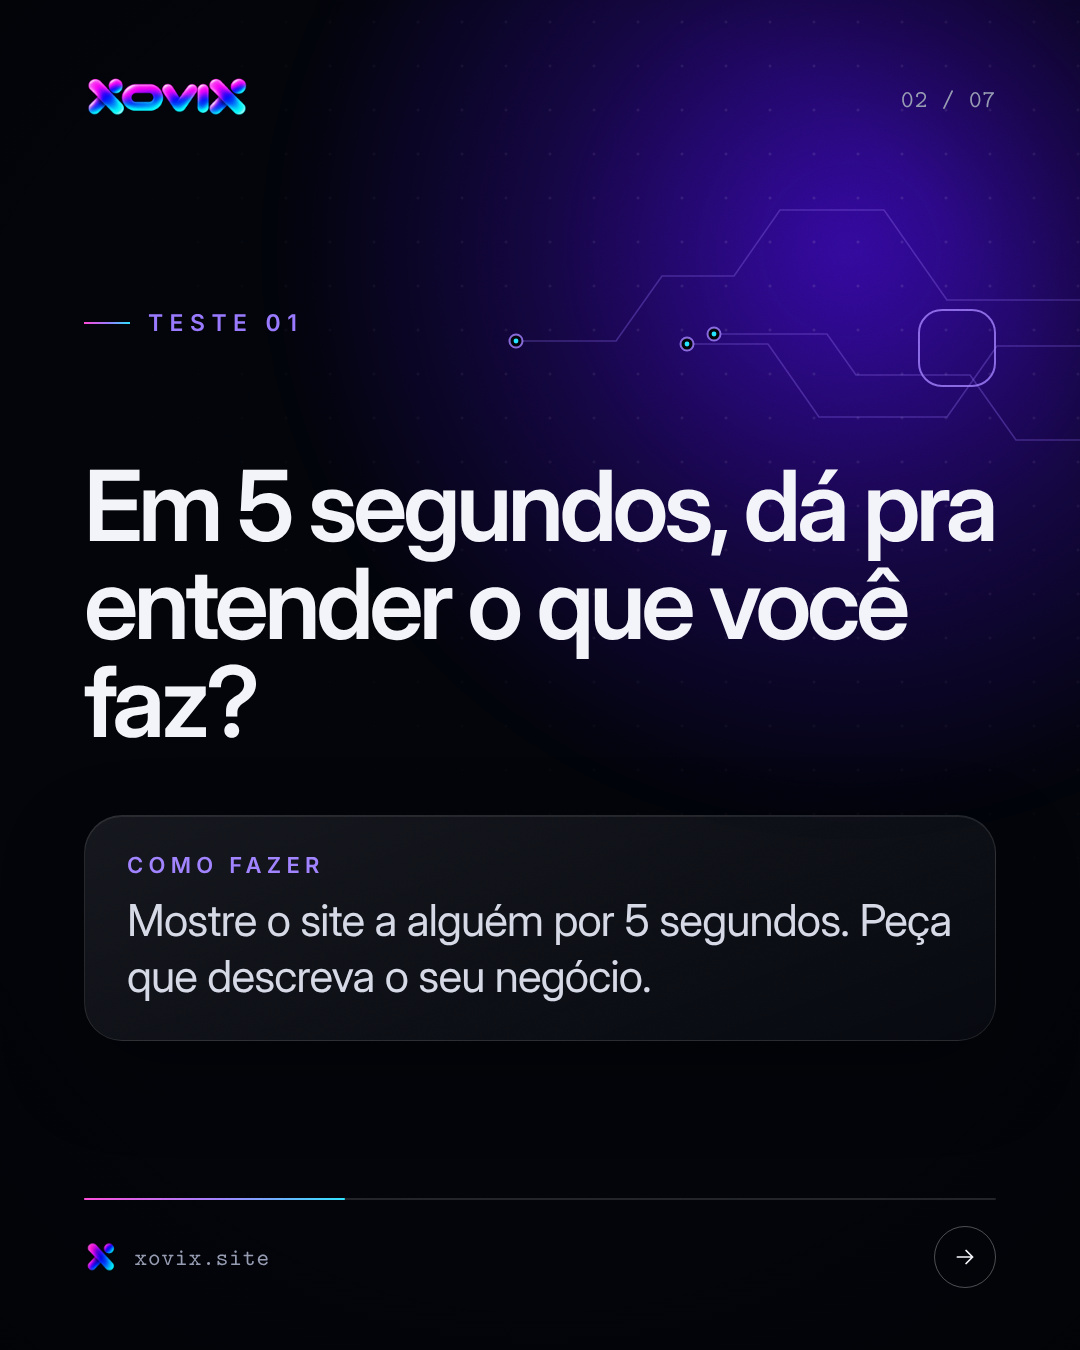 XOVIX
02 / 07
TESTE 01
Em 5 segundos, dá pra
entender o que você
faz?
COMO FAZER
Mostre o site a alguém por 5 segundos. Peça
que descreva o seu negócio.
xovix.site